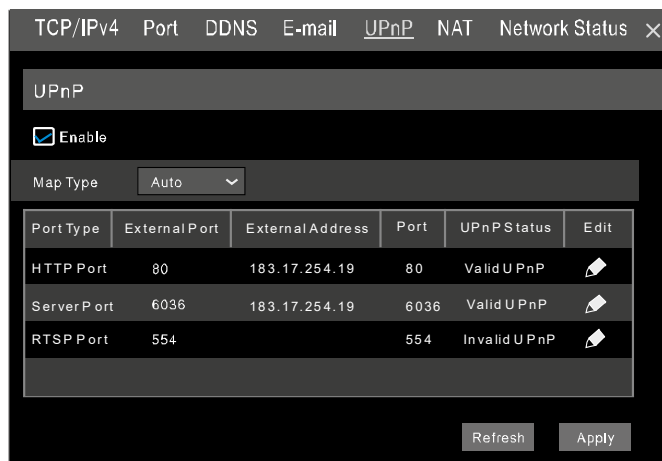 TCP/IPv4 Port DDNS E-mail UPnP NAT Network Status ×
UPnP
Enable
Map Type Auto
Port Type External Port External Address Port UPnP Status Edit
HTTP Port 80 183.17.254.19 80 Valid UPnP
Server Port 6036 183.17.254.19 6036 Valid UPnP
RTSP Port 554 554 Invalid UPnP
Refresh Apply